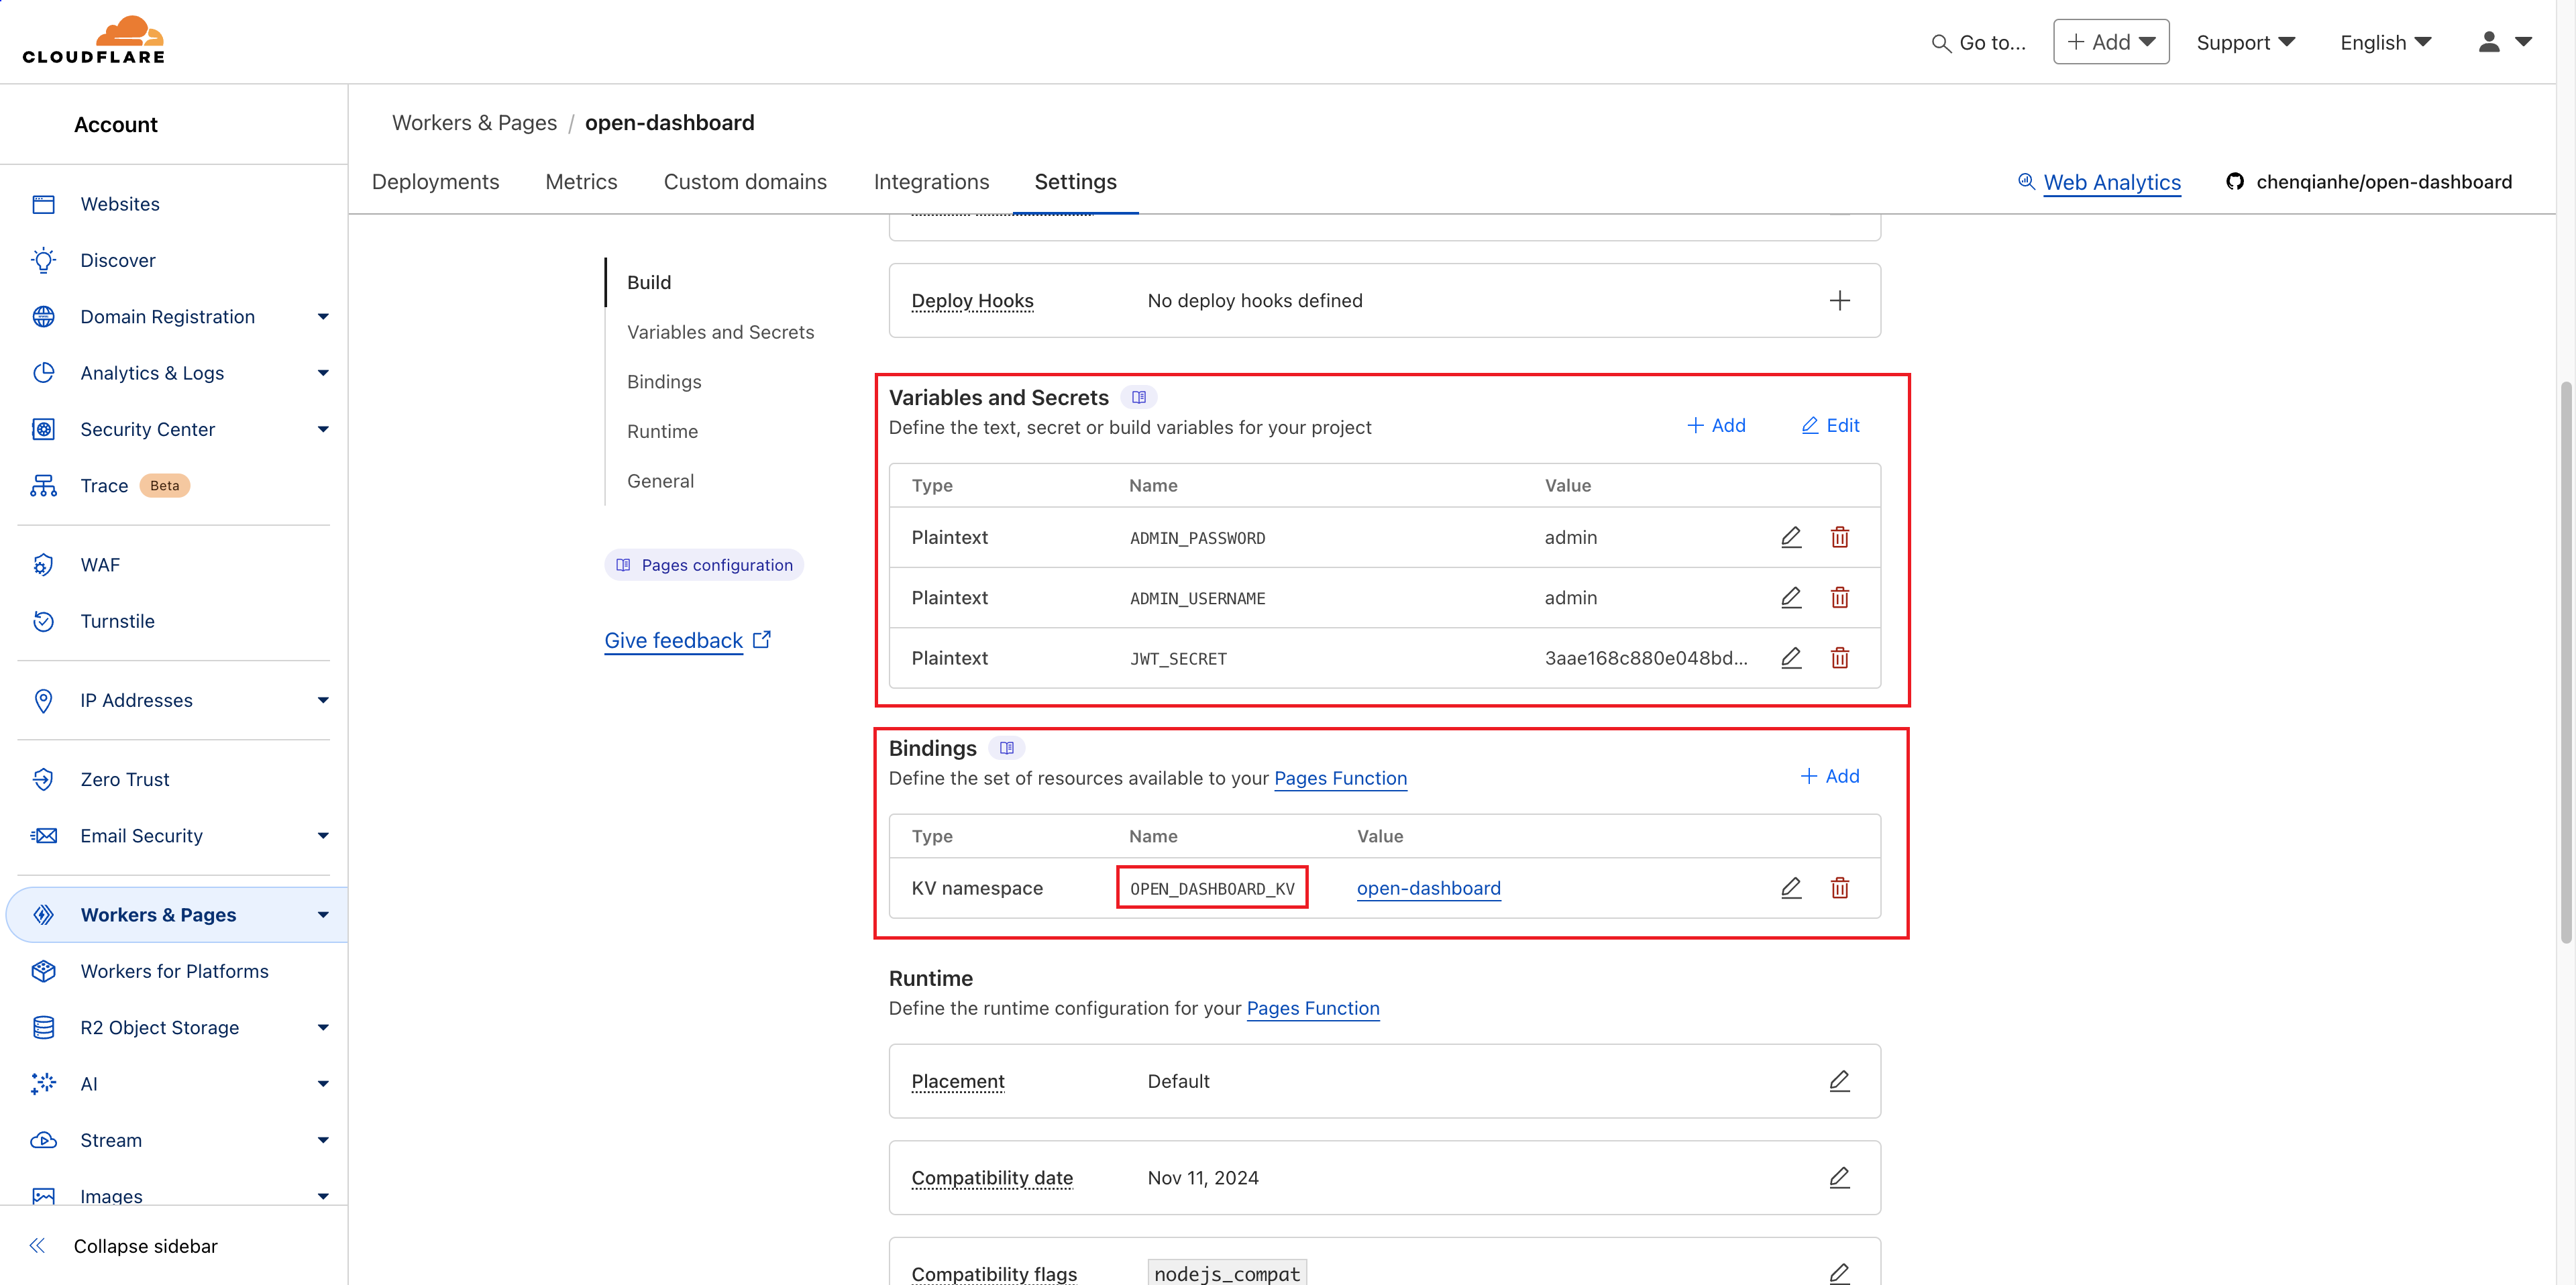 CLOUDFLARE
Go to...
Add
Support
English
Account
Websites
Discover
Domain Registration
Analytics & Logs
Security Center
Trace Beta
WAF
Turnstile
IP Addresses
Zero Trust
Email Security
Workers & Pages
Workers for Platforms
R2 Object Storage
AI
Stream
Images
Collapse sidebar
Workers & Pages / open-dashboard
Deployments Metrics Custom domains Integrations Settings
Web Analytics
chenqianhe/open-dashboard
Build
Variables and Secrets
Bindings
Runtime
General
Pages configuration
Give feedback
Deploy Hooks No deploy hooks defined
Variables and Secrets
Define the text, secret or build variables for your project
Add Edit
Type Name Value
Plaintext ADMIN_PASSWORD admin
Plaintext ADMIN_USERNAME admin
Plaintext JWT_SECRET 3aae168c880e048bd...
Bindings
Define the set of resources available to your Pages Function
Add
Type Name Value
KV namespace OPEN_DASHBOARD_KV open-dashboard
Runtime
Define the runtime configuration for your Pages Function
Placement Default
Compatibility date Nov 11, 2024
Compatibility flags nodejs_compat